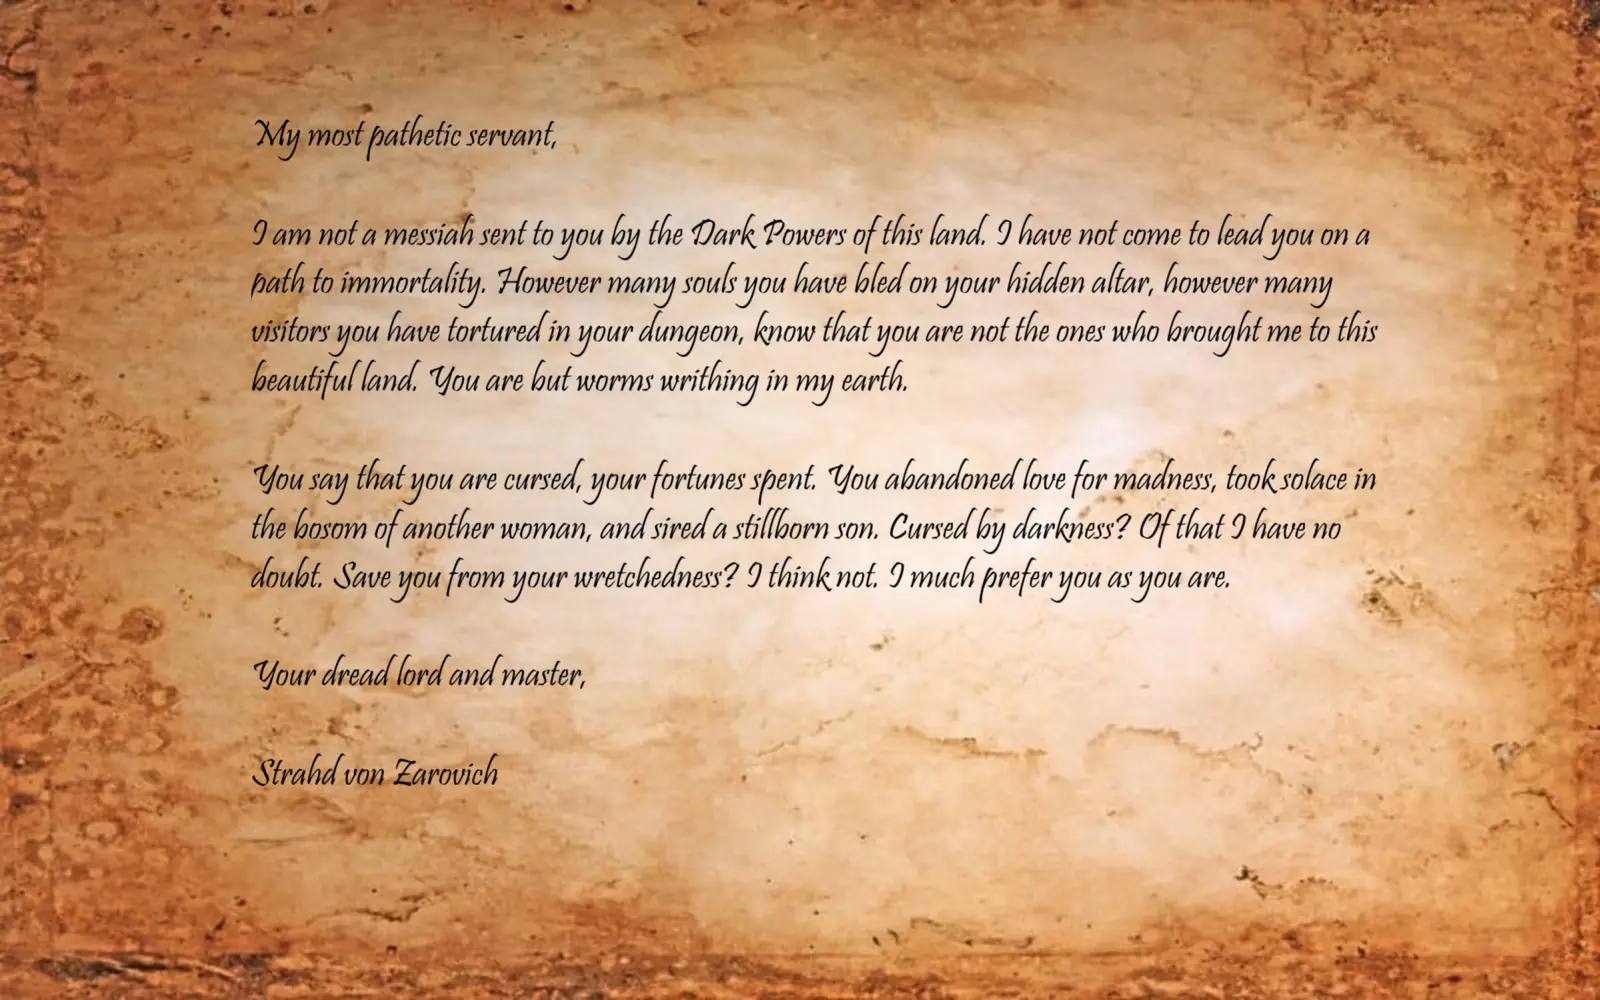 My most pathetic servant,
I am not a messiah sent to you by the Dark Powers of this land. I have not come to lead you on a
path to immortality. However many souls you have bled on your hidden altar, however many
visitors you have tortured in your dungeon, know that you are not the ones who brought me to this
beautiful land. You are but worms writhing in my earth.
You say that you are cursed, your fortunes spent. You abandoned love for madness, took solace in
the bosom of another woman, and sired a stillborn son. Cursed by darkness? Of that I have no
doubt. Save you from your wretchedness? I think not. I much prefer you as you are.
Your dread lord and master,
Strahd von Zarovich